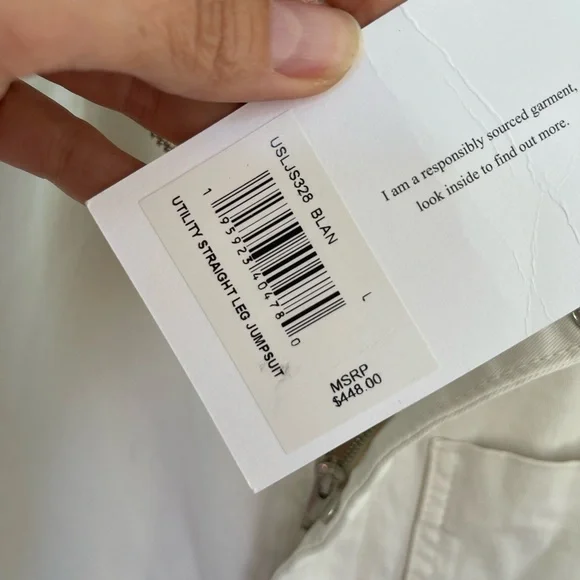 USLJS328 BLAN
L
1 95923 40478 0
UTILITY STRAIGHT LEG JUMPSUIT
MSRP
$448.00
I am a responsibly sourced garment,
look inside to find out more.